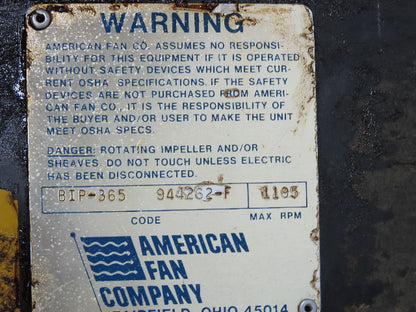 WARNING
AMERICAN FAN CO. ASSUMES NO RESPONSI-
BILITY FOR THIS EQUIPMENT IF IT IS OPERATED
WITHOUT SAFETY DEVICES WHICH MEET CUR-
RENT OSHA SPECIFICATIONS. IF THE SAFETY
DEVICES ARE NOT PURCHASED FROM AMERI-
CAN FAN CO., IT IS THE RESPONSIBILITY OF
THE BUYER AND/OR USER TO MAKE THE UNIT
MEET OSHA SPECS.
DANGER: ROTATING IMPELLER AND/OR
SHEAVES. DO NOT TOUCH UNLESS ELECTRIC
HAS BEEN DISCONNECTED.
BIP-365 944262-F 1185
CODE MAX RPM
AMERICAN
FAN
COMPANY
FAIRFIELD, OHIO 45014